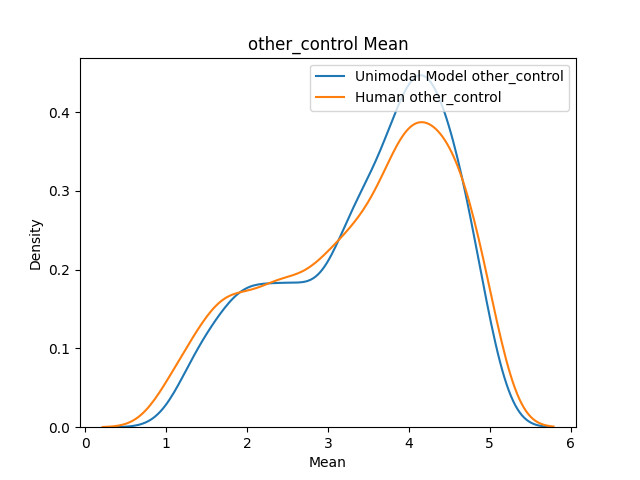 other_control Mean
Unimodal Model other_control
Human other_control
0.4
0.3
0.2
0.1
0.0
Density
0 1 2 3 4 5 6
Mean